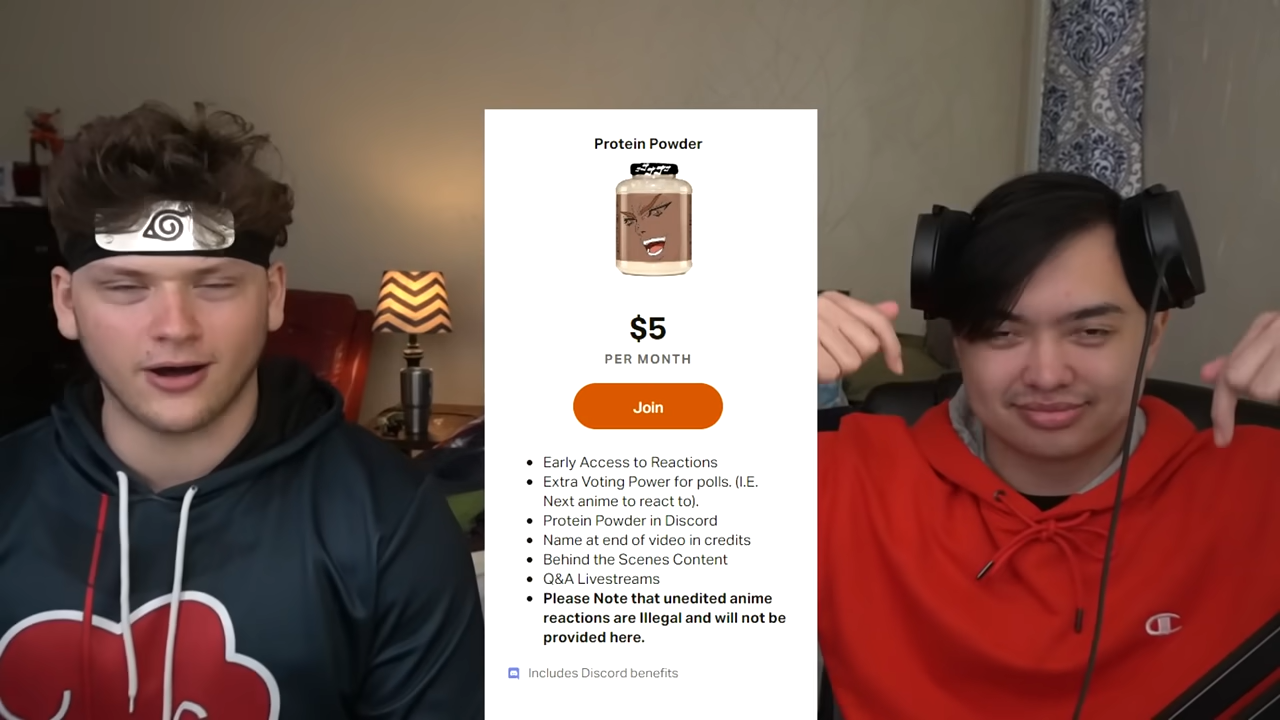 Protein Powder
$5
PER MONTH
Join
Early Access to Reactions
Extra Voting Power for polls. (I.E.
Next anime to react to).
Protein Powder in Discord
Name at end of video in credits
Behind the Scenes Content
Q&A Livestreams
Please Note that unedited anime
reactions are Illegal and will not be
provided here.
Includes Discord benefits